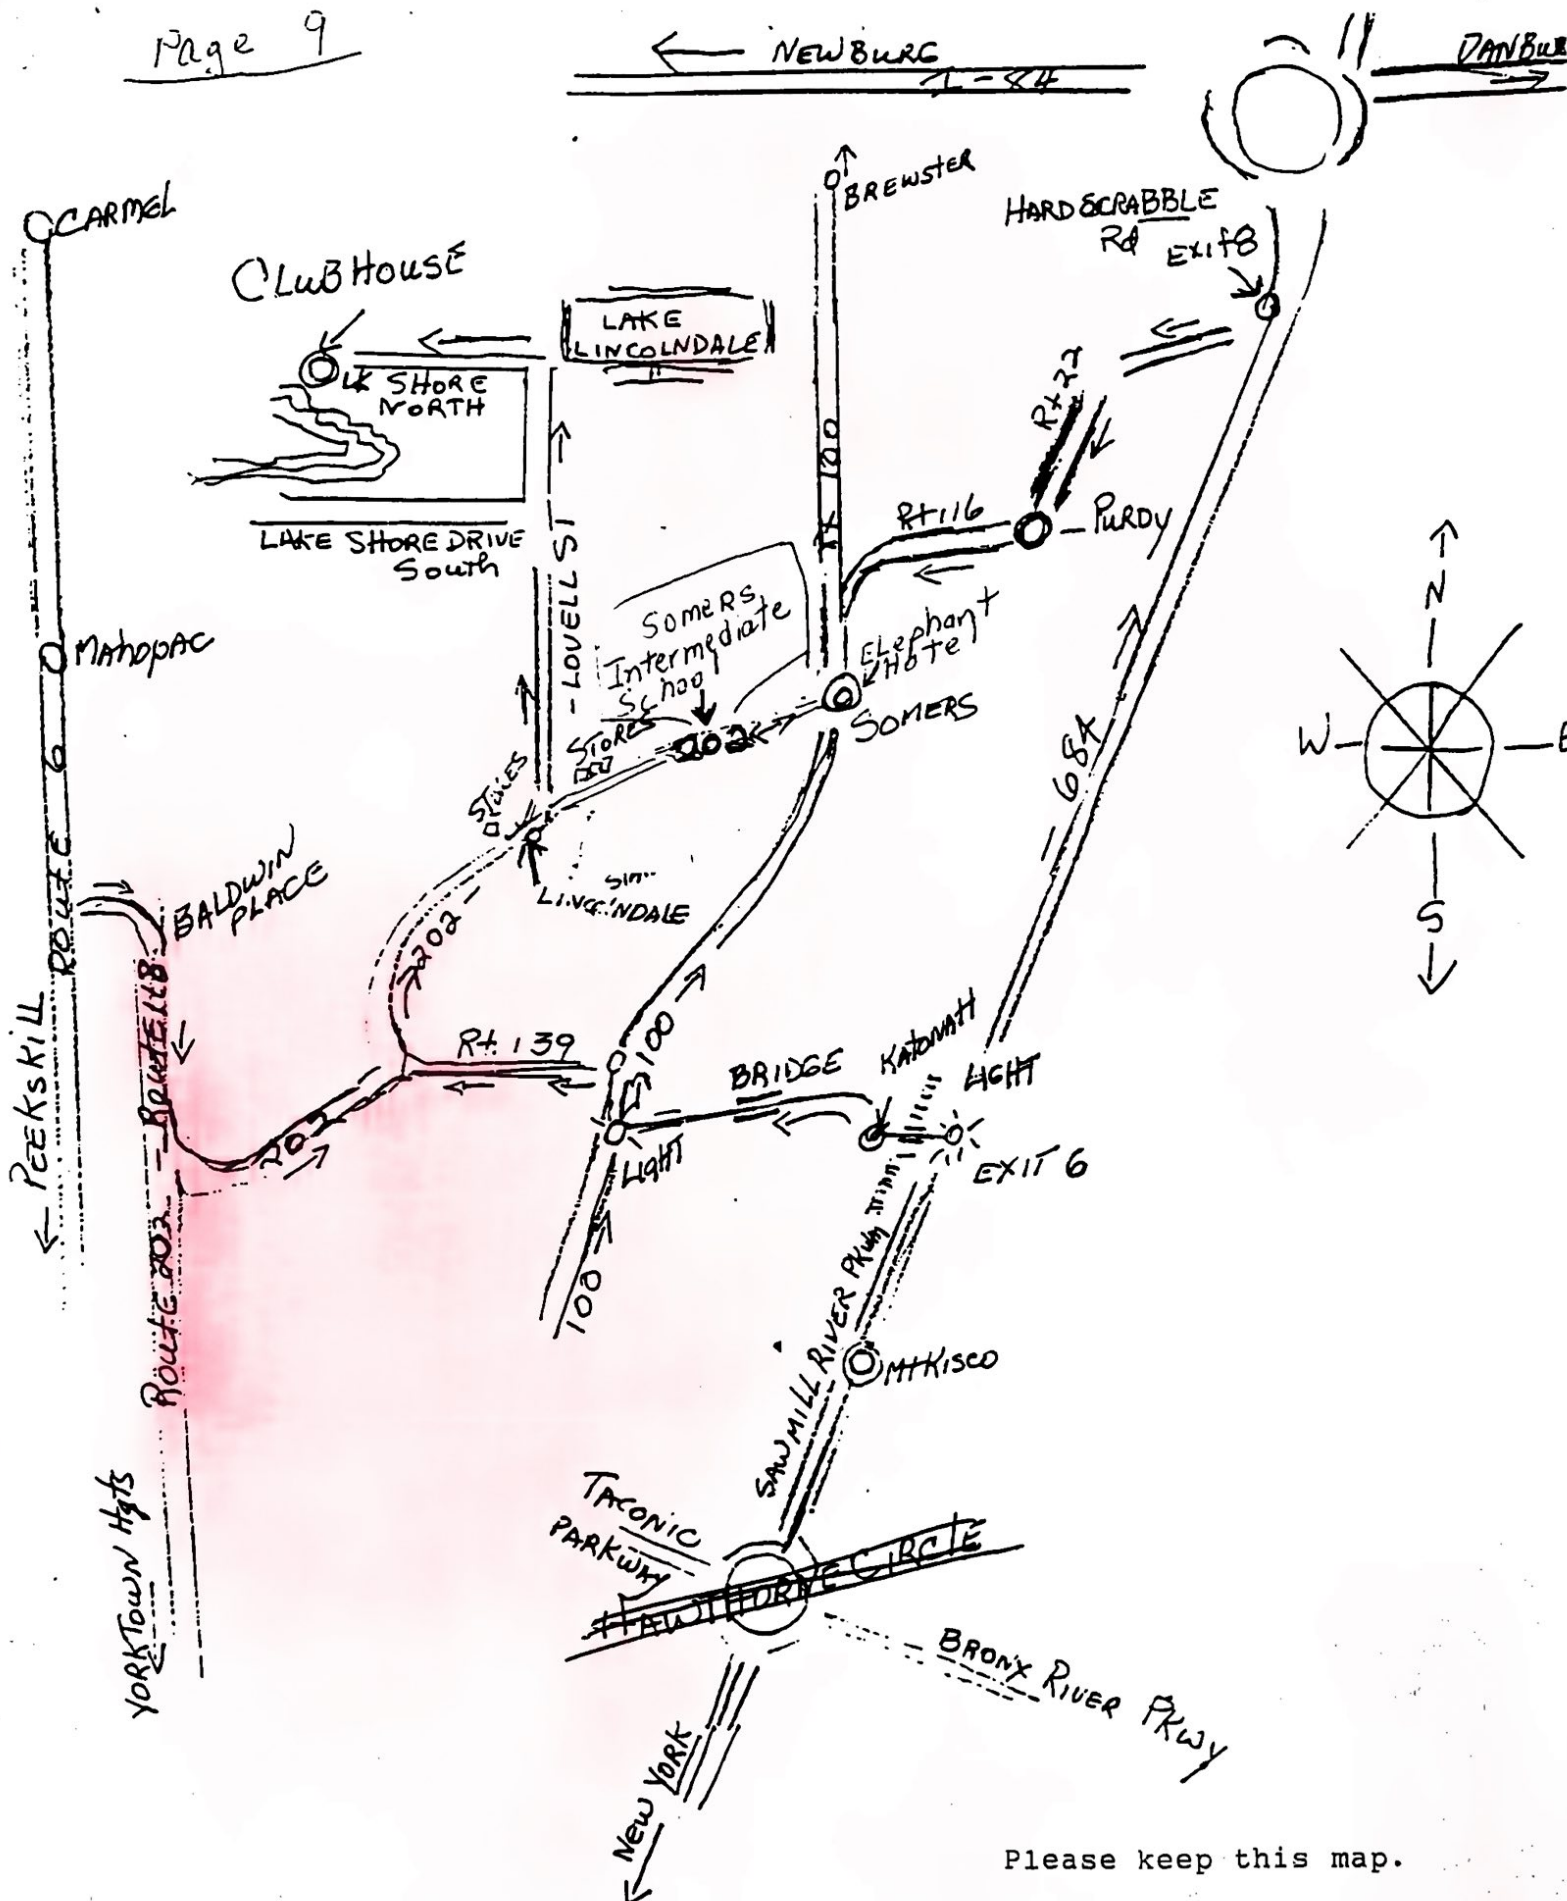 Page 9
NEWBURG
I-84
DANBU
BREWSTER
HARDSCRABBLE
Rd
Exit 8
CARMEL
CLUBHOUSE
LAKE
LINCOLNDALE
LK SHORE
NORTH
Rt 22
Rt 100
Rt 116
PURDY
LAKE SHORE DRIVE
South
LOVELL ST
SomeRS
Intermediate
School
ELephant
HoTel
MAhopac
N
STORES
202
SOMERS
W
E
684
STORES
ROUTE 6
BALDWIN
PLACE
LINCOLNDALE
S
202
Route 118
PEEKSKILL
Rt. 139
100
BRIDGE
KATONAH
LIGHT
202
LIGHT
EXIT 6
Route 202
100
SAWMILL RIVER PKWY
Mt KISCO
YORKTOWN Hgts
TACONIC
PARKWAY
HAWTHORNE CIRCLE
BRONX RIVER PKWY
NEW YORK
Please keep this map.